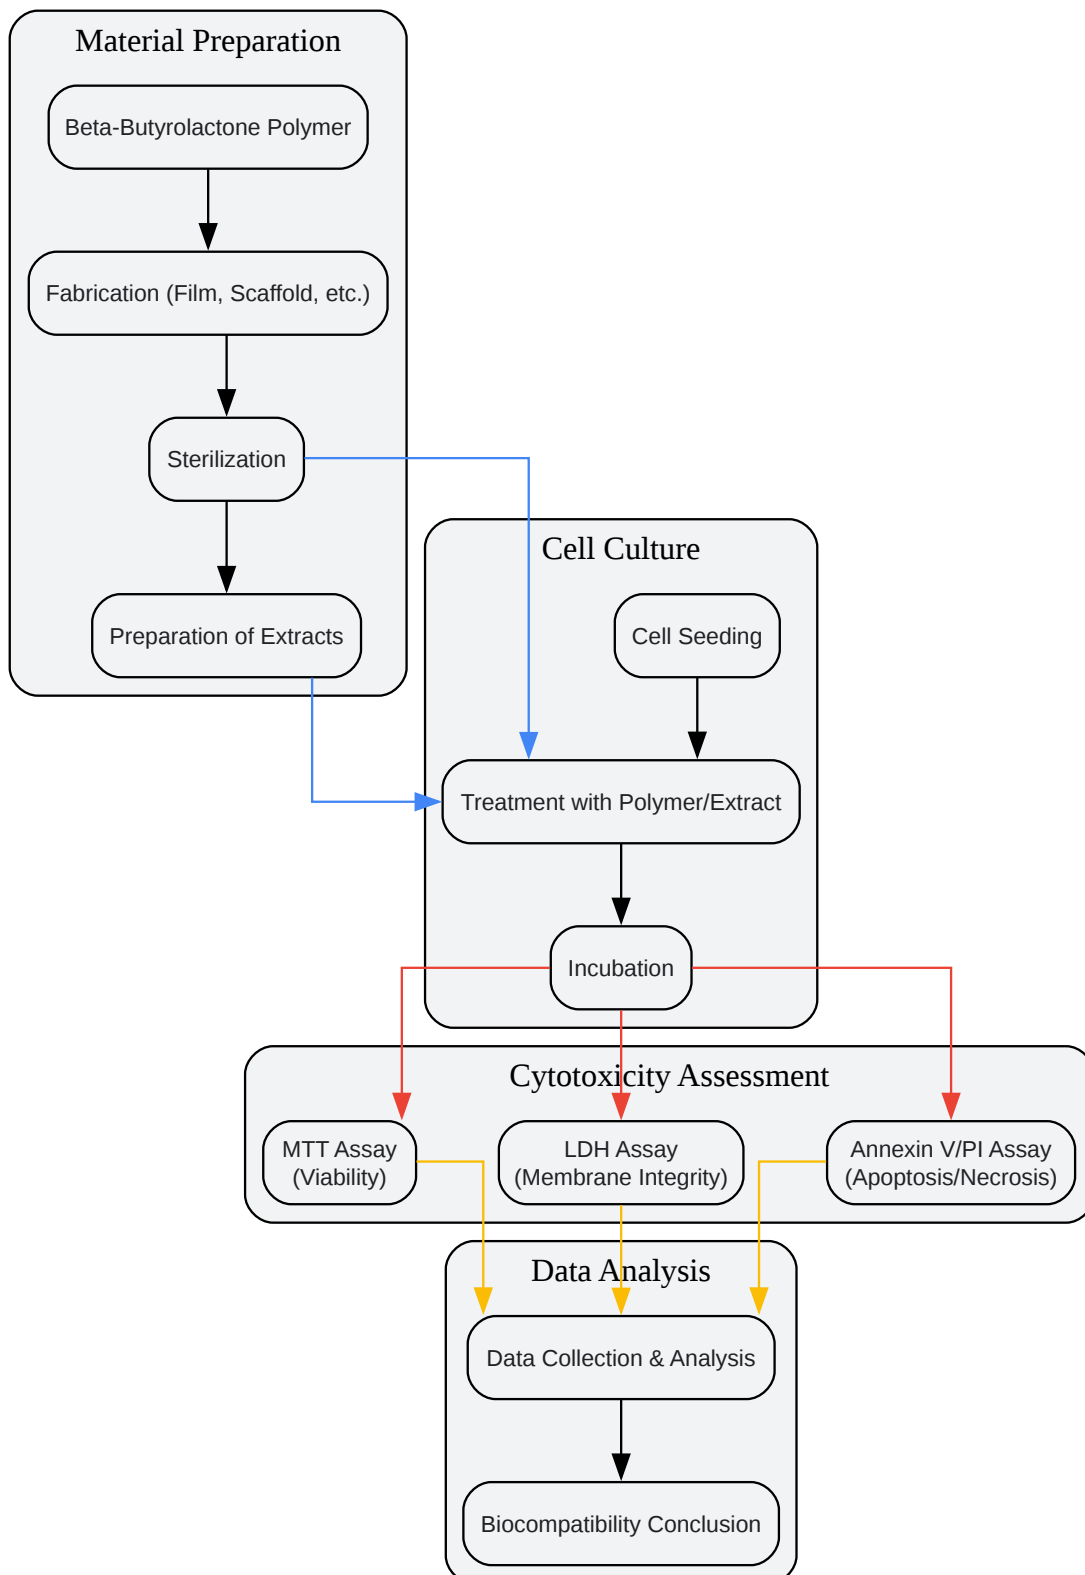 Material Preparation
Beta-Butyrolactone Polymer
Fabrication (Film, Scaffold, etc.)
Sterilization
Preparation of Extracts
Cell Culture
Cell Seeding
Treatment with Polymer/Extract
Incubation
Cytotoxicity Assessment
MTT Assay
(Viability)
LDH Assay
(Membrane Integrity)
Annexin V/PI Assay
(Apoptosis/Necrosis)
Data Analysis
Data Collection & Analysis
Biocompatibility Conclusion